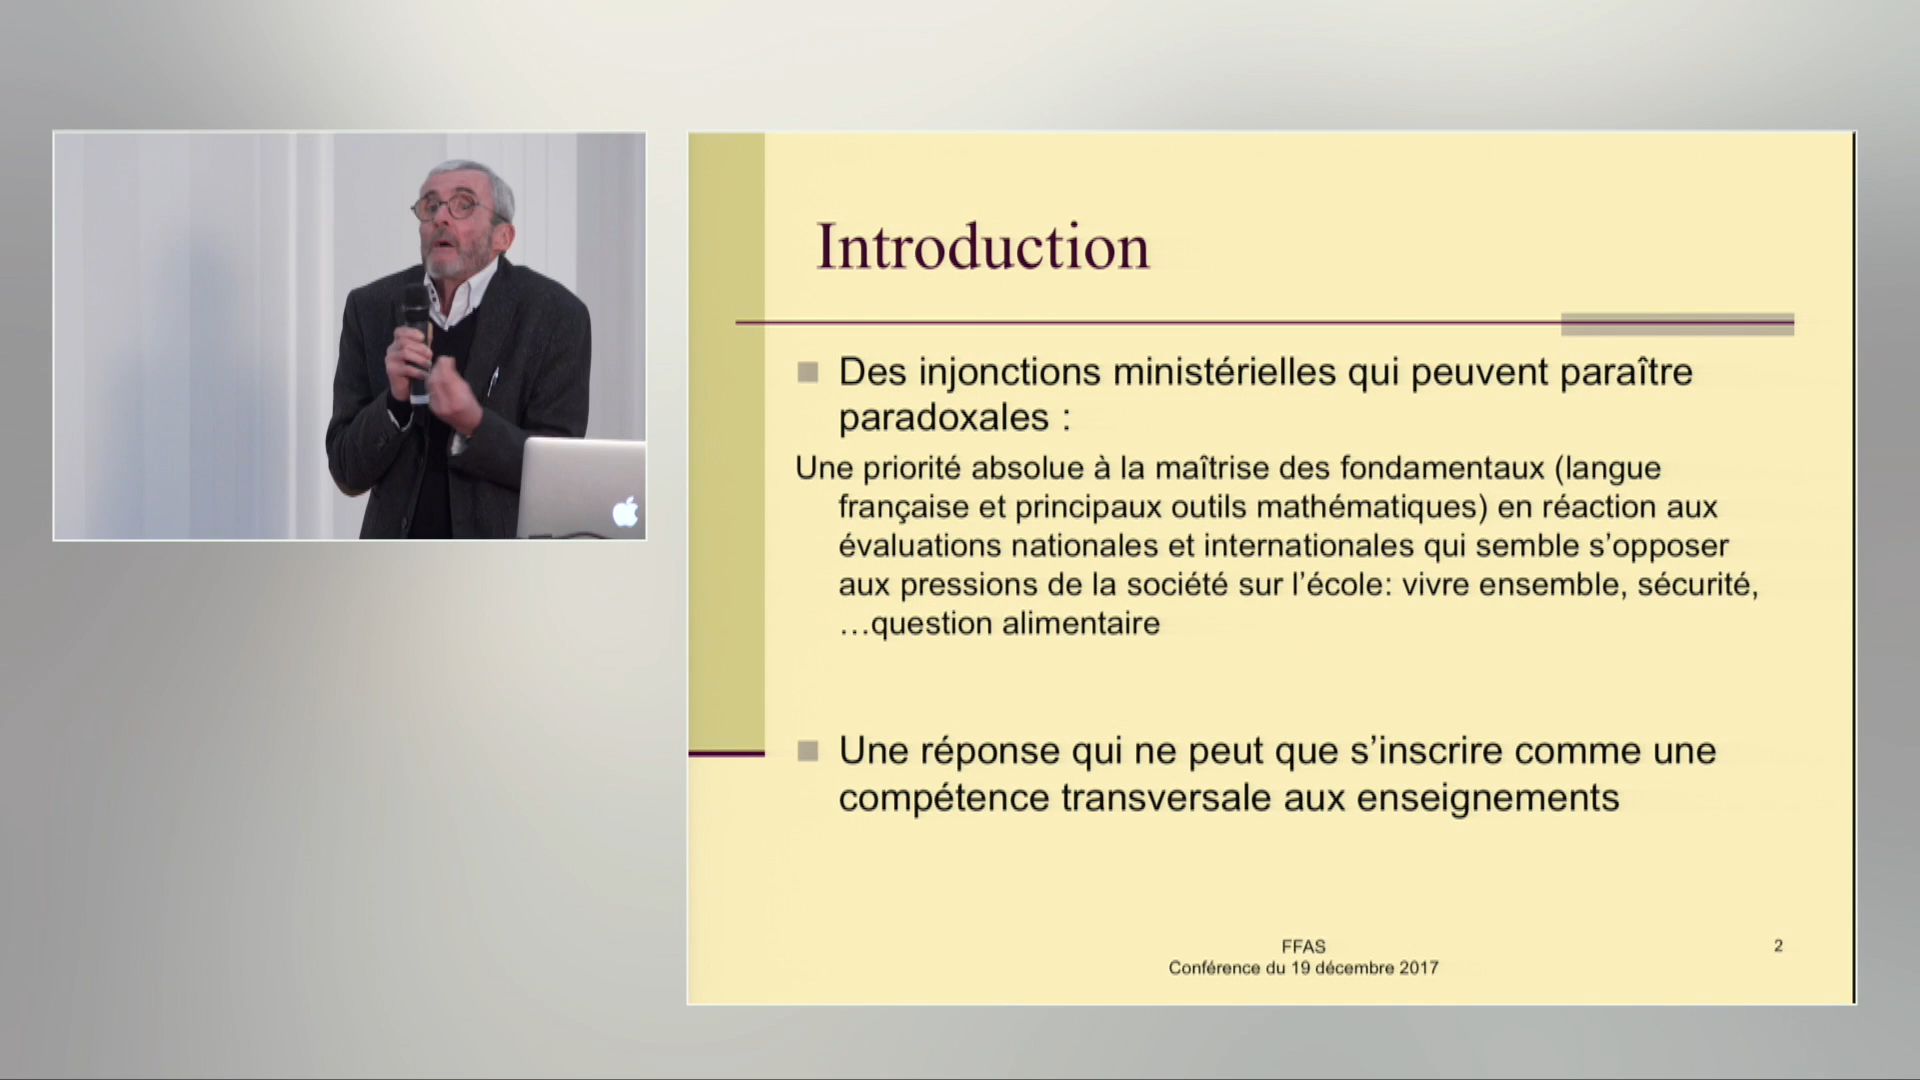 Introduction
Des injonctions ministérielles qui peuvent paraître
paradoxales :
Une priorité absolue à la maîtrise des fondamentaux (langue
française et principaux outils mathématiques) en réaction aux
évaluations nationales et internationales qui semble s’opposer
aux pressions de la société sur l’école: vivre ensemble, sécurité,
…question alimentaire
Une réponse qui ne peut que s’inscrire comme une
compétence transversale aux enseignements
FFAS
Conférence du 19 décembre 2017
2